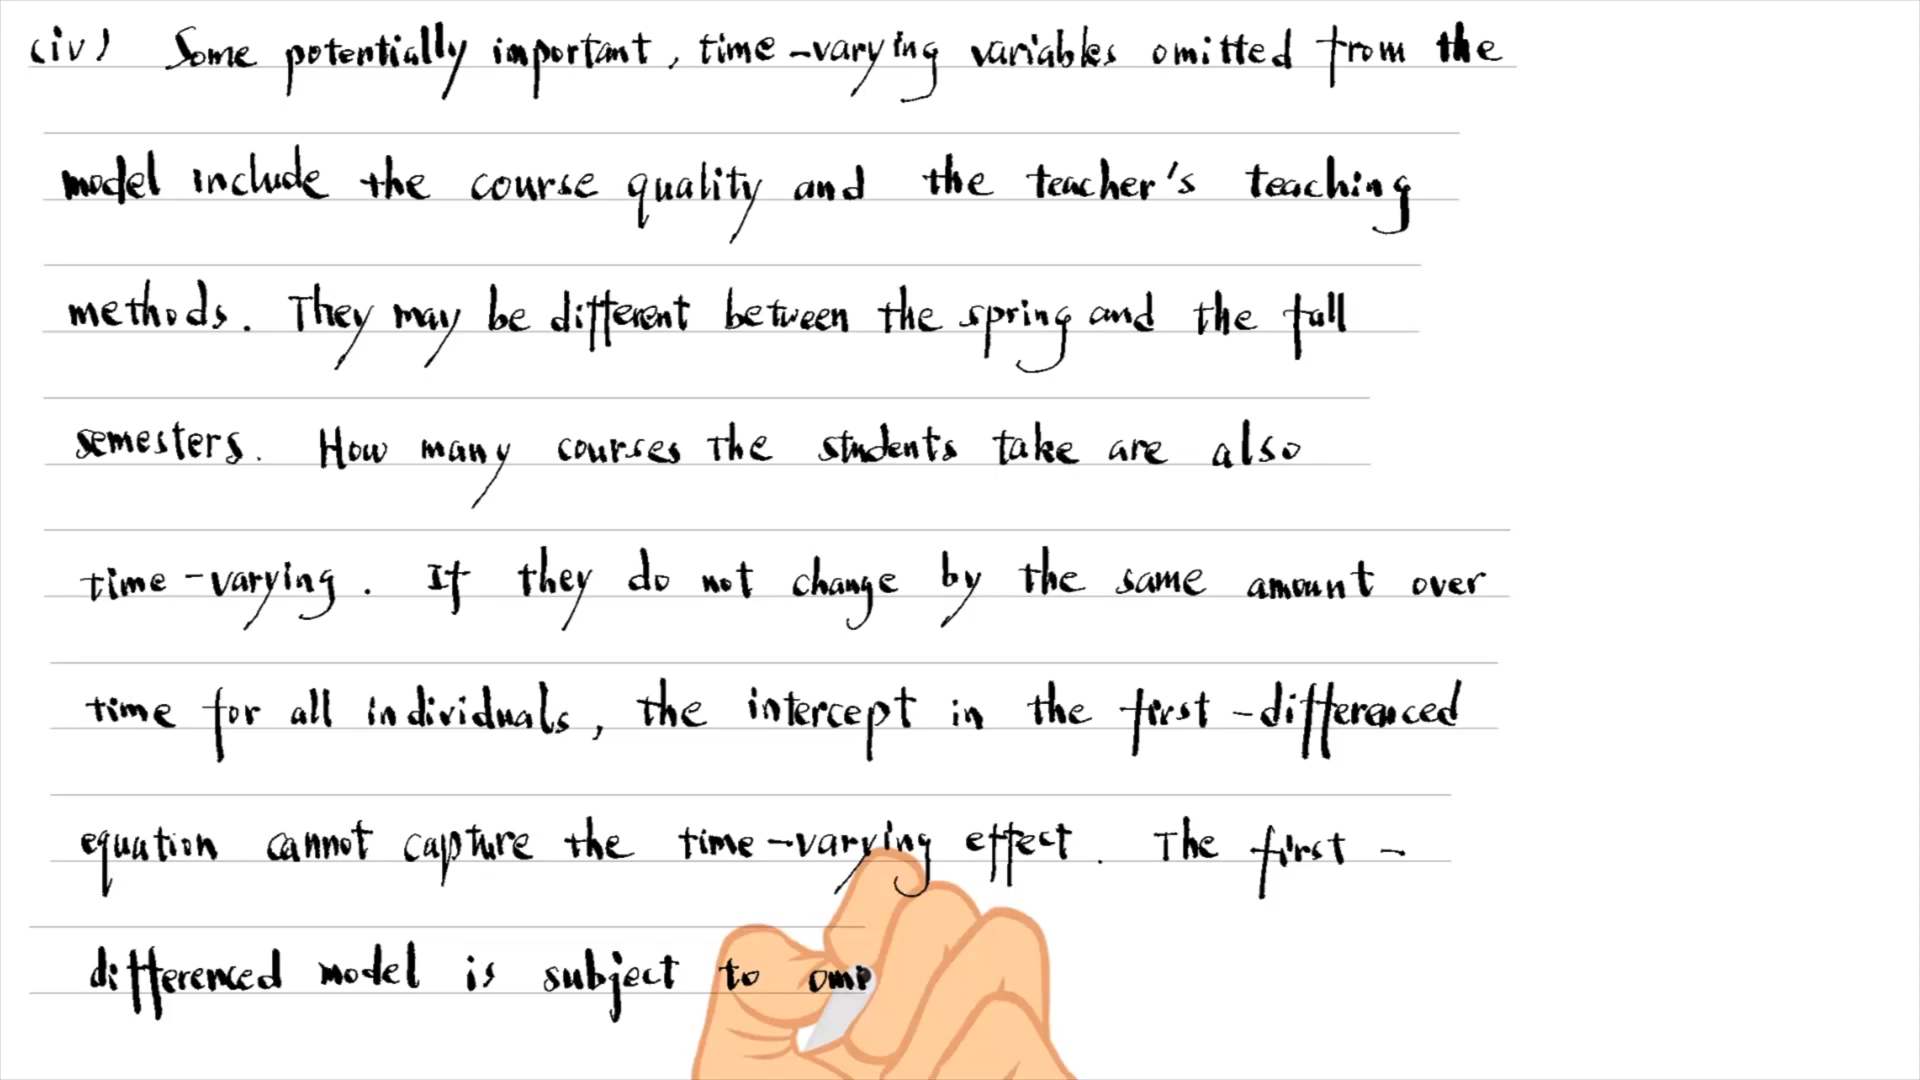 (iv) Some potentially important, time-varying variables omitted from the
model include the course quality and the teacher's teaching
methods. They may be different between the spring and the fall
semesters. How many courses the students take are also
time-varying. If they do not change by the same amount over
time for all individuals, the intercept in the first-differenced
equation cannot capture the time-varying effect. The first-
differenced model is subject to